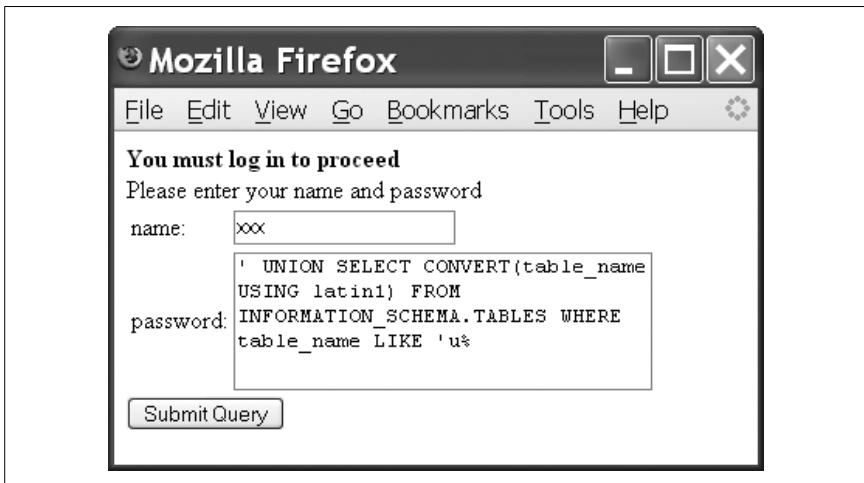 Mozilla Firefox
File Edit View Go Bookmarks Tools Help
You must log in to proceed
Please enter your name and password
name: xxx
password:
' UNION SELECT CONVERT(table_name
USING latin1) FROM
INFORMATION_SCHEMA.TABLES WHERE
table_name LIKE 'u%
Submit Query